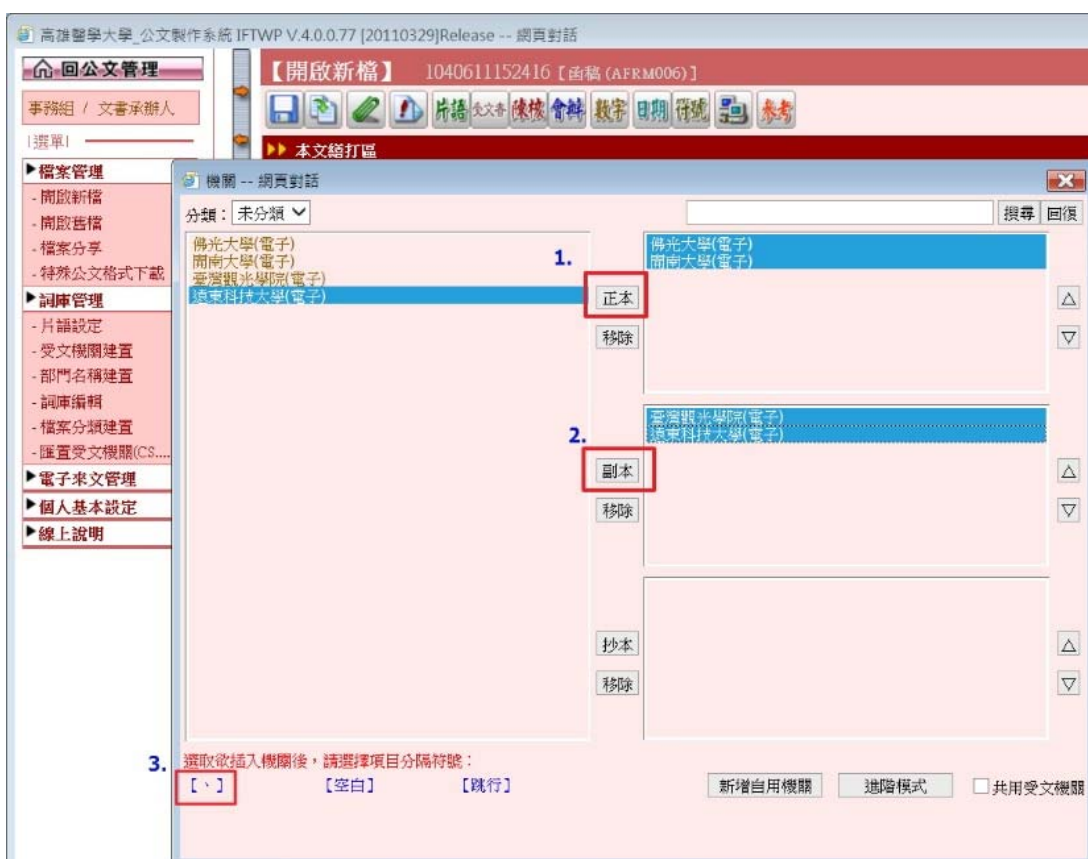 高雄醫學大學_公文製作系統 IFTWP V.4.0.0.77 [20110329]Release -- 網頁對話
回公文管理
事務組 / 文書承辦人
|選單|
檔案管理
- 開啟新檔
- 開啟舊檔
- 檔案分享
- 特殊公文格式下載
詞庫管理
- 片語設定
- 受文機關建置
- 部門名稱建置
- 詞庫編輯
- 檔案分類建置
- 匯置受文機關(CS....
電子來文管理
個人基本設定
線上說明
【開啟新檔】 1040611152416【函稿 (AFRM006)】
片語 受文者 陳核 會辦 數字 日期 符號 參考
本文繕打區
機關 -- 網頁對話
分類： 未分類
搜尋 回復
佛光大學(電子)
開南大學(電子)
臺灣觀光學院(電子)
遠東科技大學(電子)
1.
正本
移除
佛光大學(電子)
開南大學(電子)
△
▽
2.
副本
移除
臺灣觀光學院(電子)
遠東科技大學(電子)
△
▽
抄本
移除
△
▽
3.
選取欲插入機關後，請選擇項目分隔符號：
【、】 【空白】 【跳行】
新增自用機關 進階模式 共用受文機關